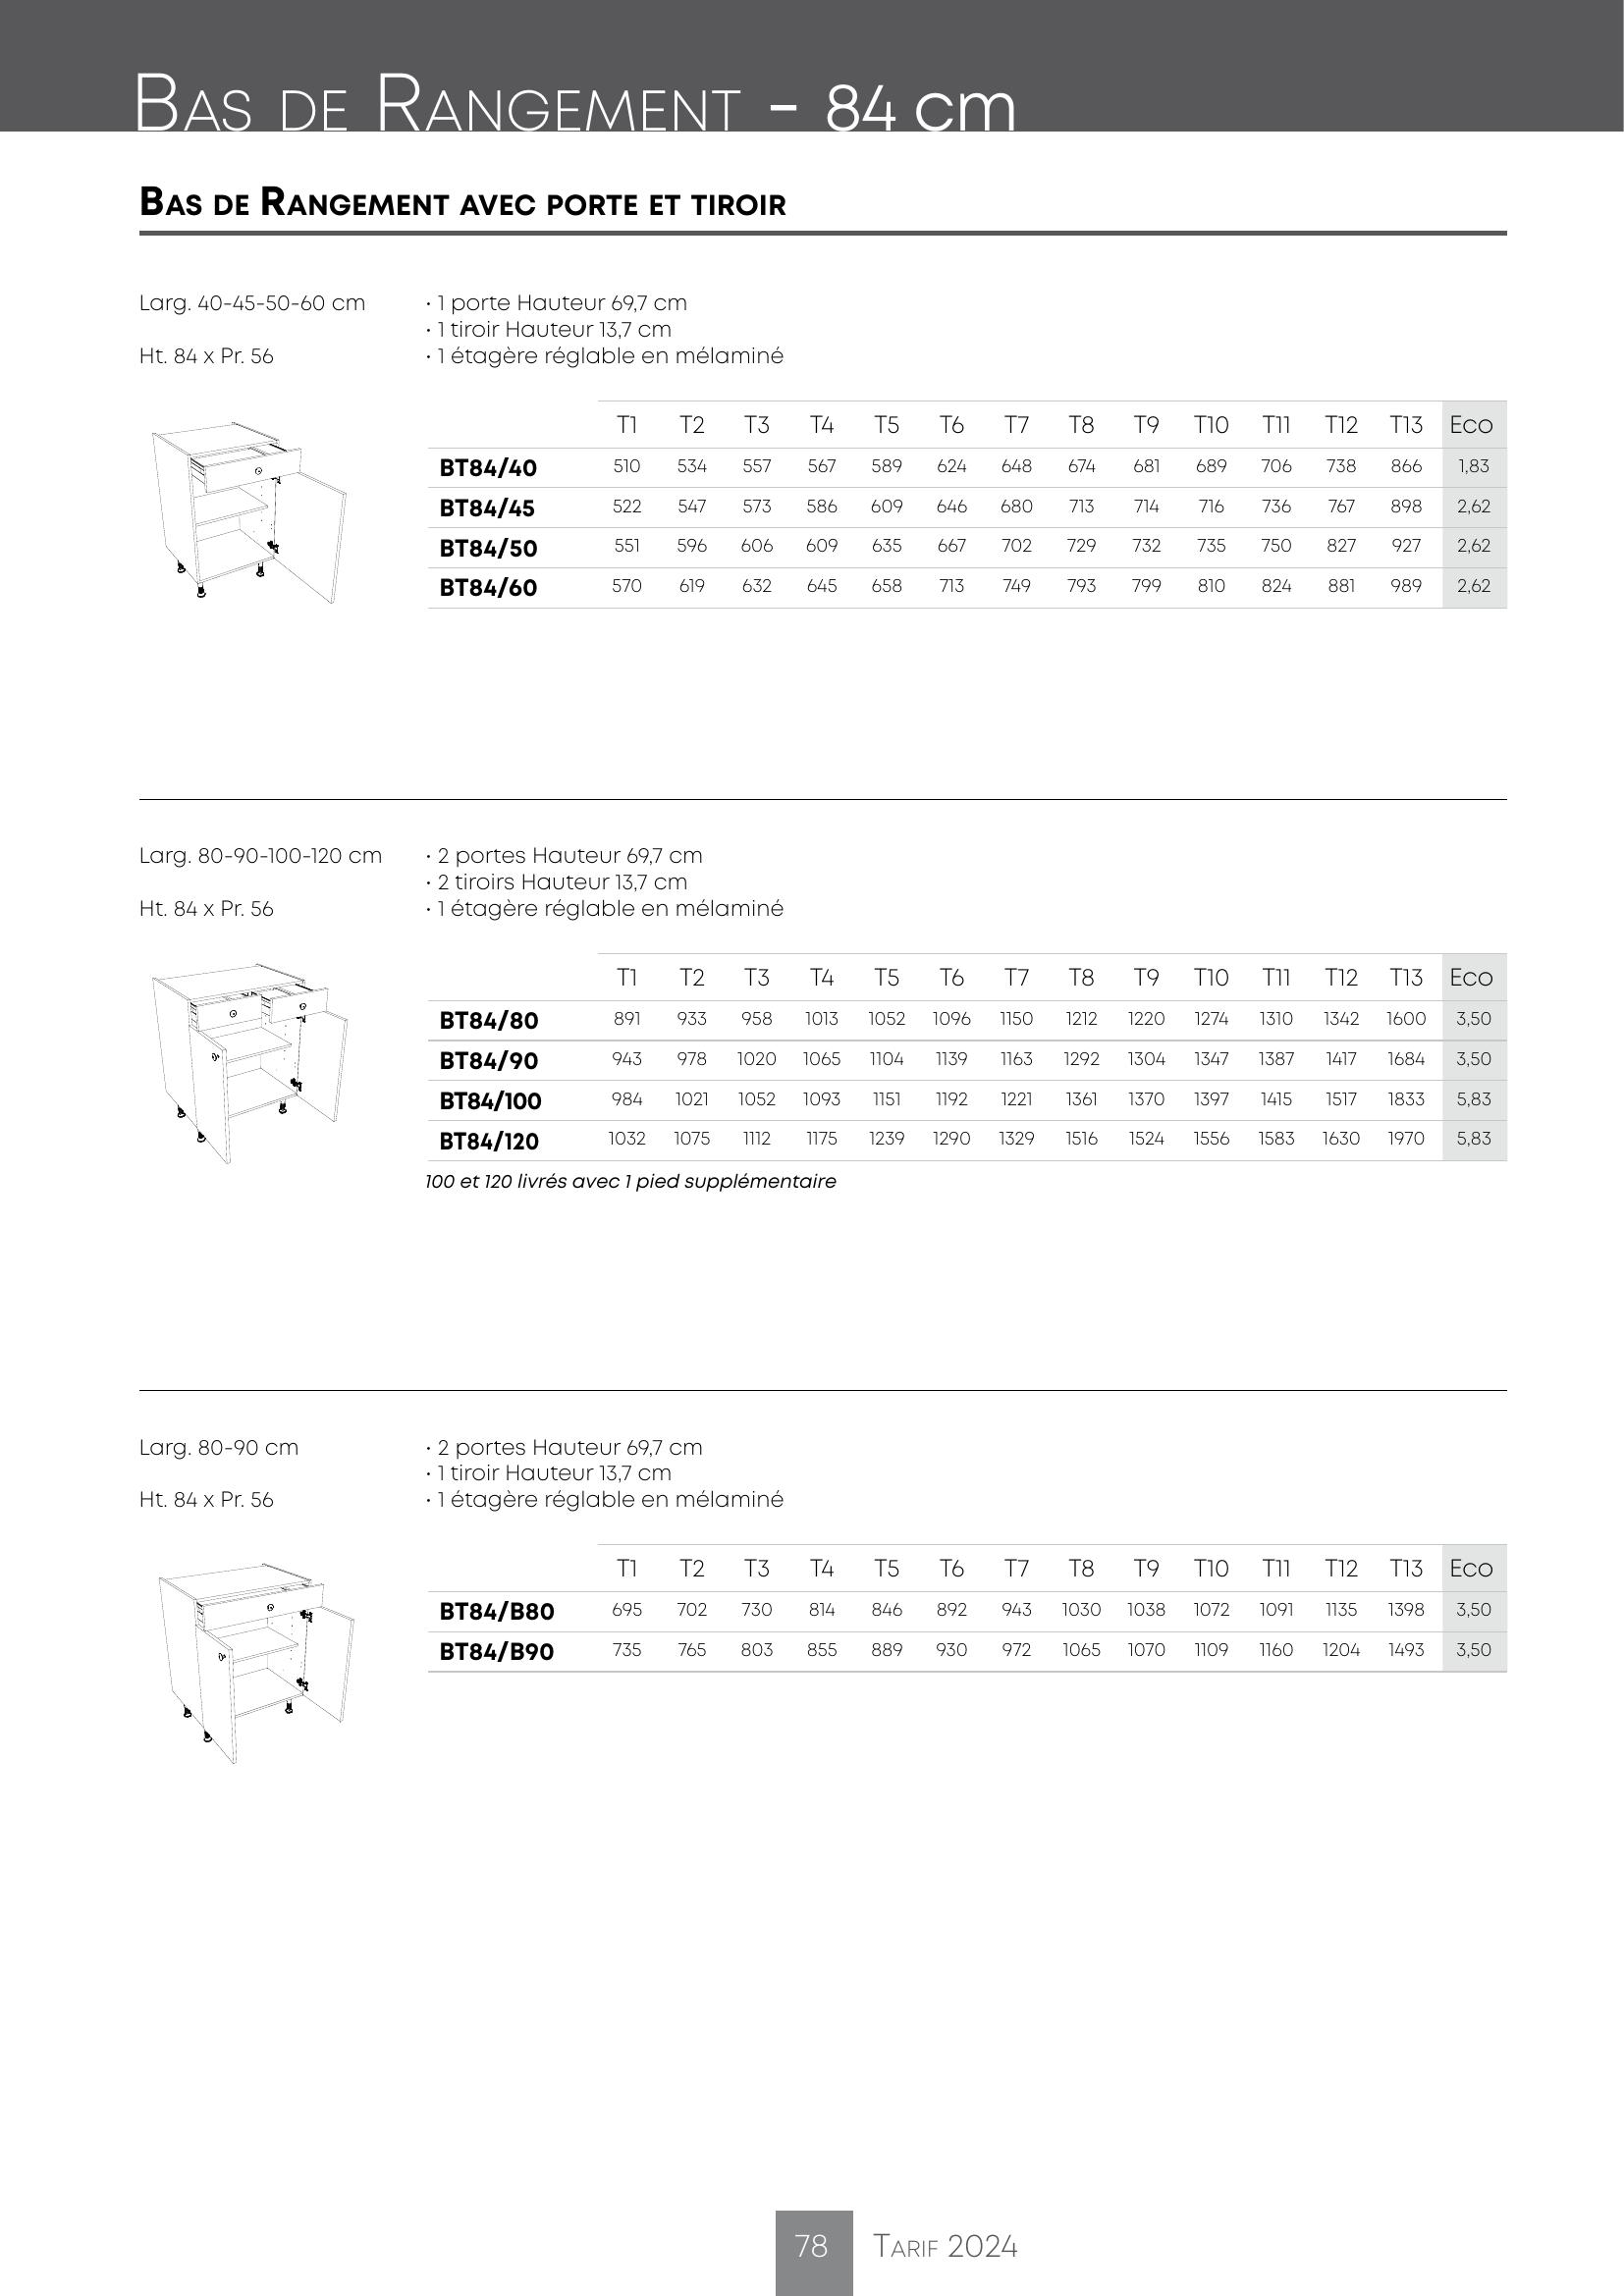 Bas de Rangement - 84 cm
Bas de Rangement avec porte et tiroir
Larg. 40-45-50-60 cm
Ht. 84 x Pr. 56
· 1 porte Hauteur 69,7 cm
· 1 tiroir Hauteur 13,7 cm
· 1 étagère réglable en mélaminé
T1 T2 T3 T4 T5 T6 T7 T8 T9 T10 T11 T12 T13 Eco
BT84/40 510 534 557 567 589 624 648 674 681 689 706 738 866 1,83
BT84/45 522 547 573 586 609 646 680 713 714 716 736 767 898 2,62
BT84/50 551 596 606 609 635 667 702 729 732 735 750 827 927 2,62
BT84/60 570 619 632 645 658 713 749 793 799 810 824 881 989 2,62
Larg. 80-90-100-120 cm
Ht. 84 x Pr. 56
· 2 portes Hauteur 69,7 cm
· 2 tiroirs Hauteur 13,7 cm
· 1 étagère réglable en mélaminé
T1 T2 T3 T4 T5 T6 T7 T8 T9 T10 T11 T12 T13 Eco
BT84/80 891 933 958 1013 1052 1096 1150 1212 1220 1274 1310 1342 1600 3,50
BT84/90 943 978 1020 1065 1104 1139 1163 1292 1304 1347 1387 1417 1684 3,50
BT84/100 984 1021 1052 1093 1151 1192 1221 1361 1370 1397 1415 1517 1833 5,83
BT84/120 1032 1075 1112 1175 1239 1290 1329 1516 1524 1556 1583 1630 1970 5,83
100 et 120 livrés avec 1 pied supplémentaire
Larg. 80-90 cm
Ht. 84 x Pr. 56
· 2 portes Hauteur 69,7 cm
· 1 tiroir Hauteur 13,7 cm
· 1 étagère réglable en mélaminé
T1 T2 T3 T4 T5 T6 T7 T8 T9 T10 T11 T12 T13 Eco
BT84/B80 695 702 730 814 846 892 943 1030 1038 1072 1091 1135 1398 3,50
BT84/B90 735 765 803 855 889 930 972 1065 1070 1109 1160 1204 1493 3,50
78 Tarif 2024